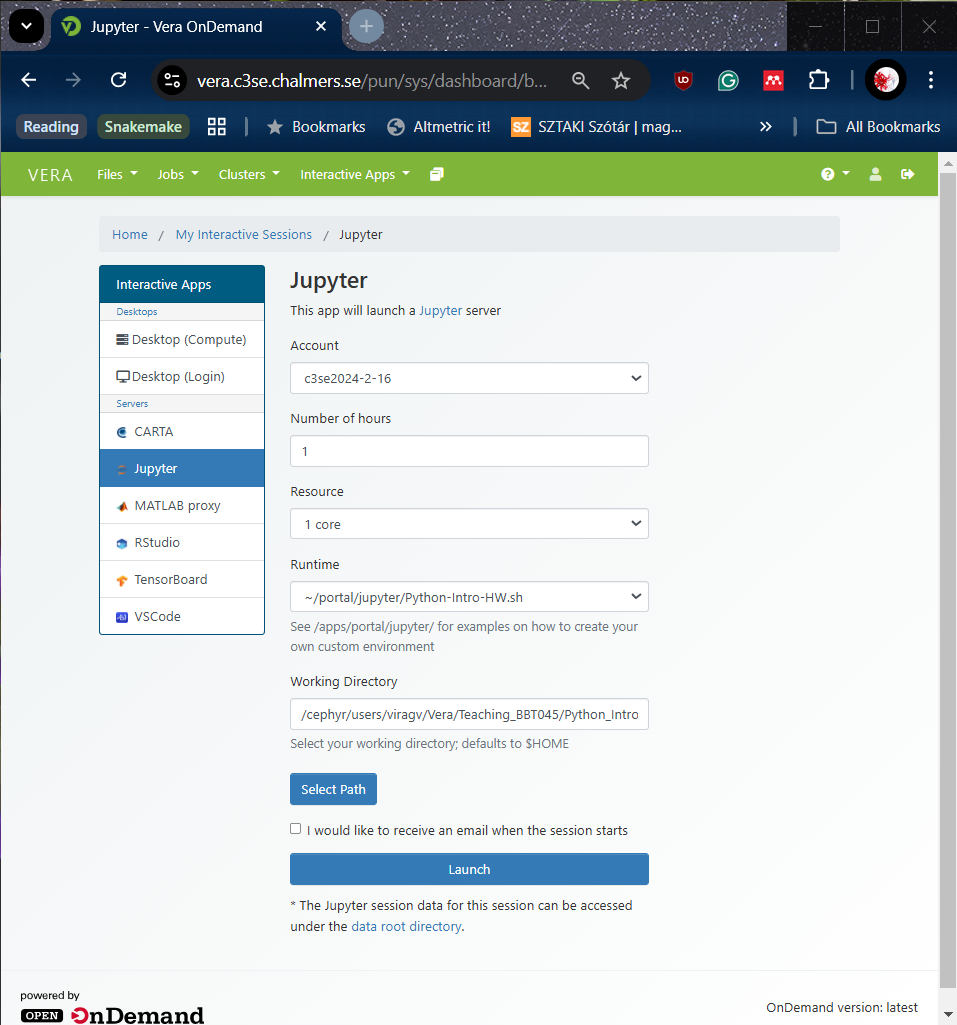 Jupyter - Vera OnDemand
vera.c3se.chalmers.se/pun/sys/dashboard/b...
Reading
Snakemake
Bookmarks
Altmetric it!
SZ
SZTAKI Szótár | mag...
All Bookmarks
VERA
Files
Jobs
Clusters
Interactive Apps
Home / My Interactive Sessions / Jupyter
Interactive Apps
Desktops
Desktop (Compute)
Desktop (Login)
Servers
CARTA
Jupyter
MATLAB proxy
RStudio
TensorBoard
VSCode
Jupyter
This app will launch a Jupyter server
Account
c3se2024-2-16
Number of hours
1
Resource
1 core
Runtime
~/portal/jupyter/Python-Intro-HW.sh
See /apps/portal/jupyter/ for examples on how to create your
own custom environment
Working Directory
/cephyr/users/viragv/Vera/Teaching_BBT045/Python_Intro
Select your working directory; defaults to $HOME
Select Path
I would like to receive an email when the session starts
Launch
* The Jupyter session data for this session can be accessed
under the data root directory.
powered by
OPEN OnDemand
OnDemand version: latest